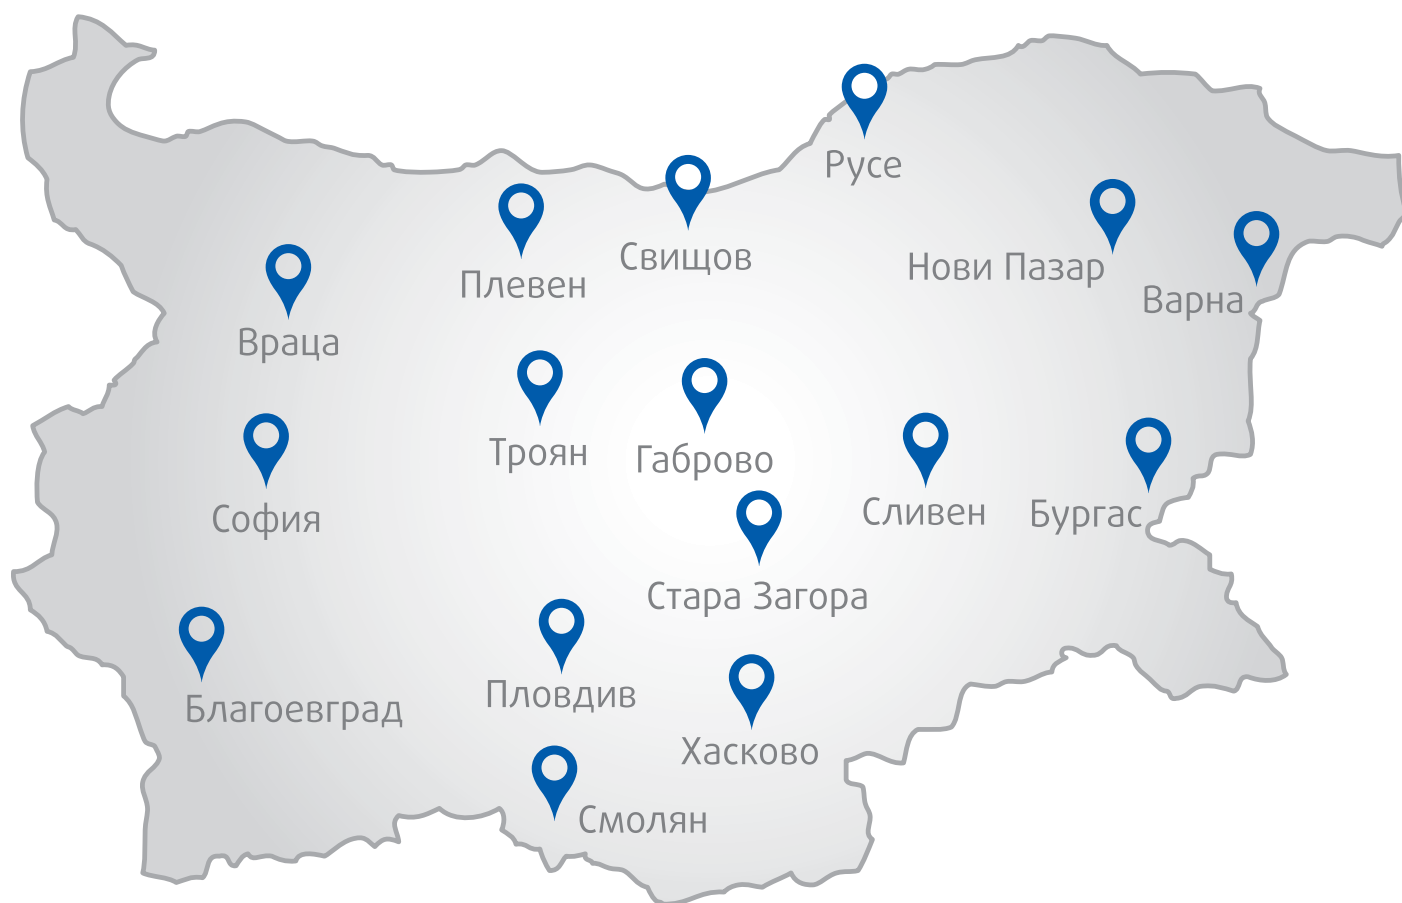 Русе
Свищов
Нови Пазар
Плевен
Варна
Враца
Троян
Габрово
Сливен
Бургас
София
Стара Загора
Пловдив
Благоевград
Хасково
Смолян